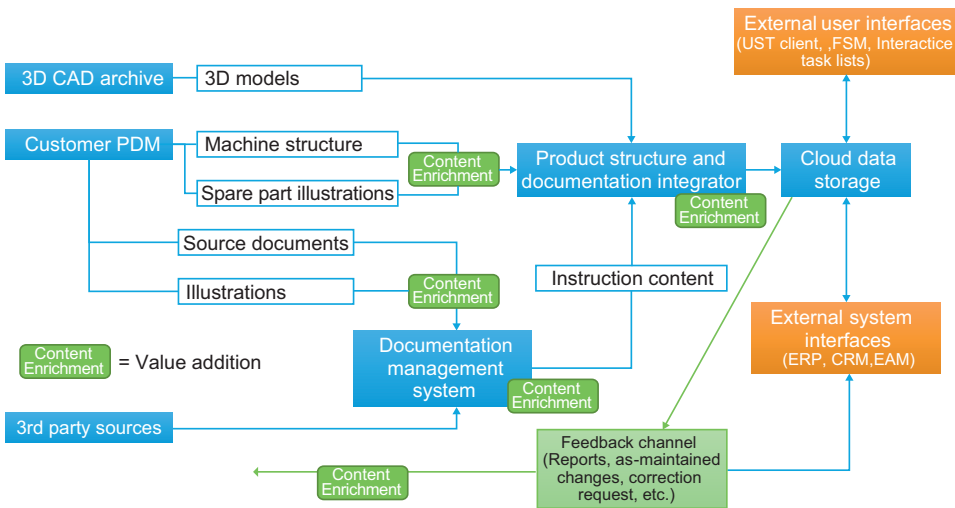 External user interfaces
(UST client, ,FSM, Interactice
task lists)
3D CAD archive
3D models
Customer PDM
Machine structure
Content
Enrichment
Spare part illustrations
Product structure and
documentation integrator
Content
Enrichment
Cloud data
storage
Source documents
Illustrations
Content
Enrichment
Instruction content
External system
interfaces
(ERP, CRM,EAM)
Content
Enrichment
= Value addition
Documentation
management
system
Content
Enrichment
3rd party sources
Feedback channel
(Reports, as-maintained
changes, correction
request, etc.)
Content
Enrichment